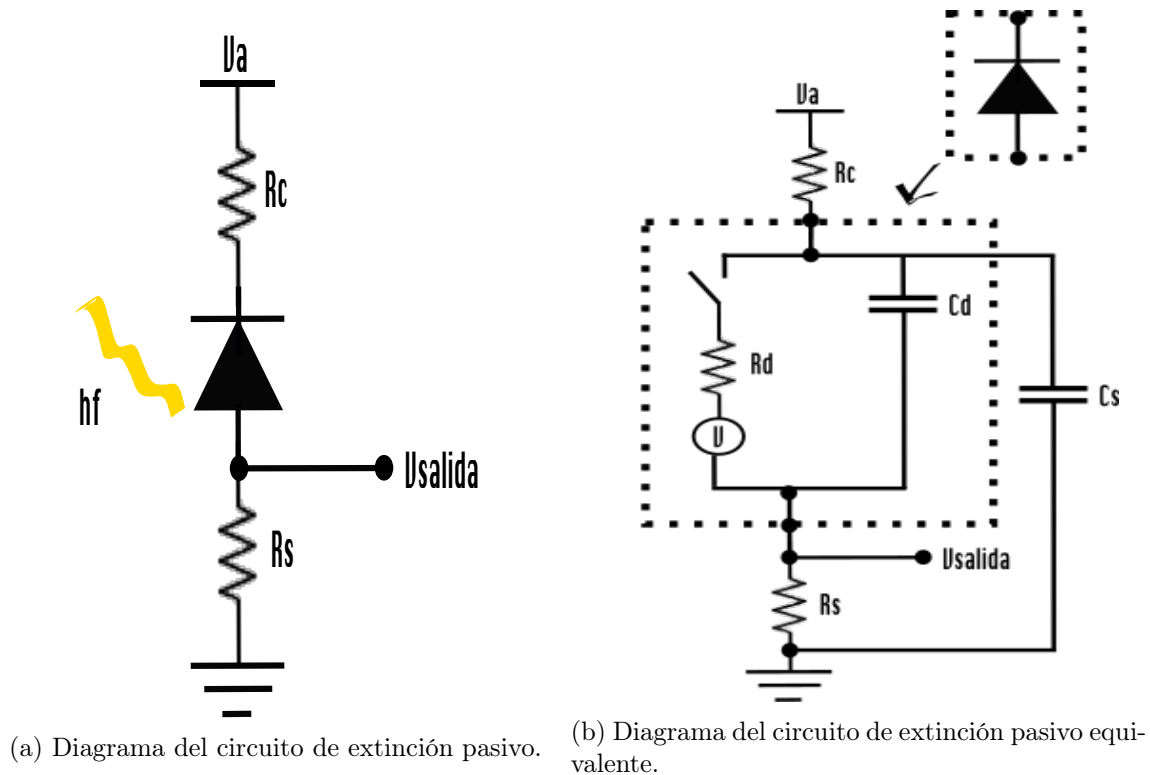 Va
Rc
hf
Vsalida
Rs
(a) Diagrama del circuito de extinción pasivo.
Va
Rc
Rd
V
Cd
Cs
Vsalida
Rs
(b) Diagrama del circuito de extinción pasivo equi-
valente.